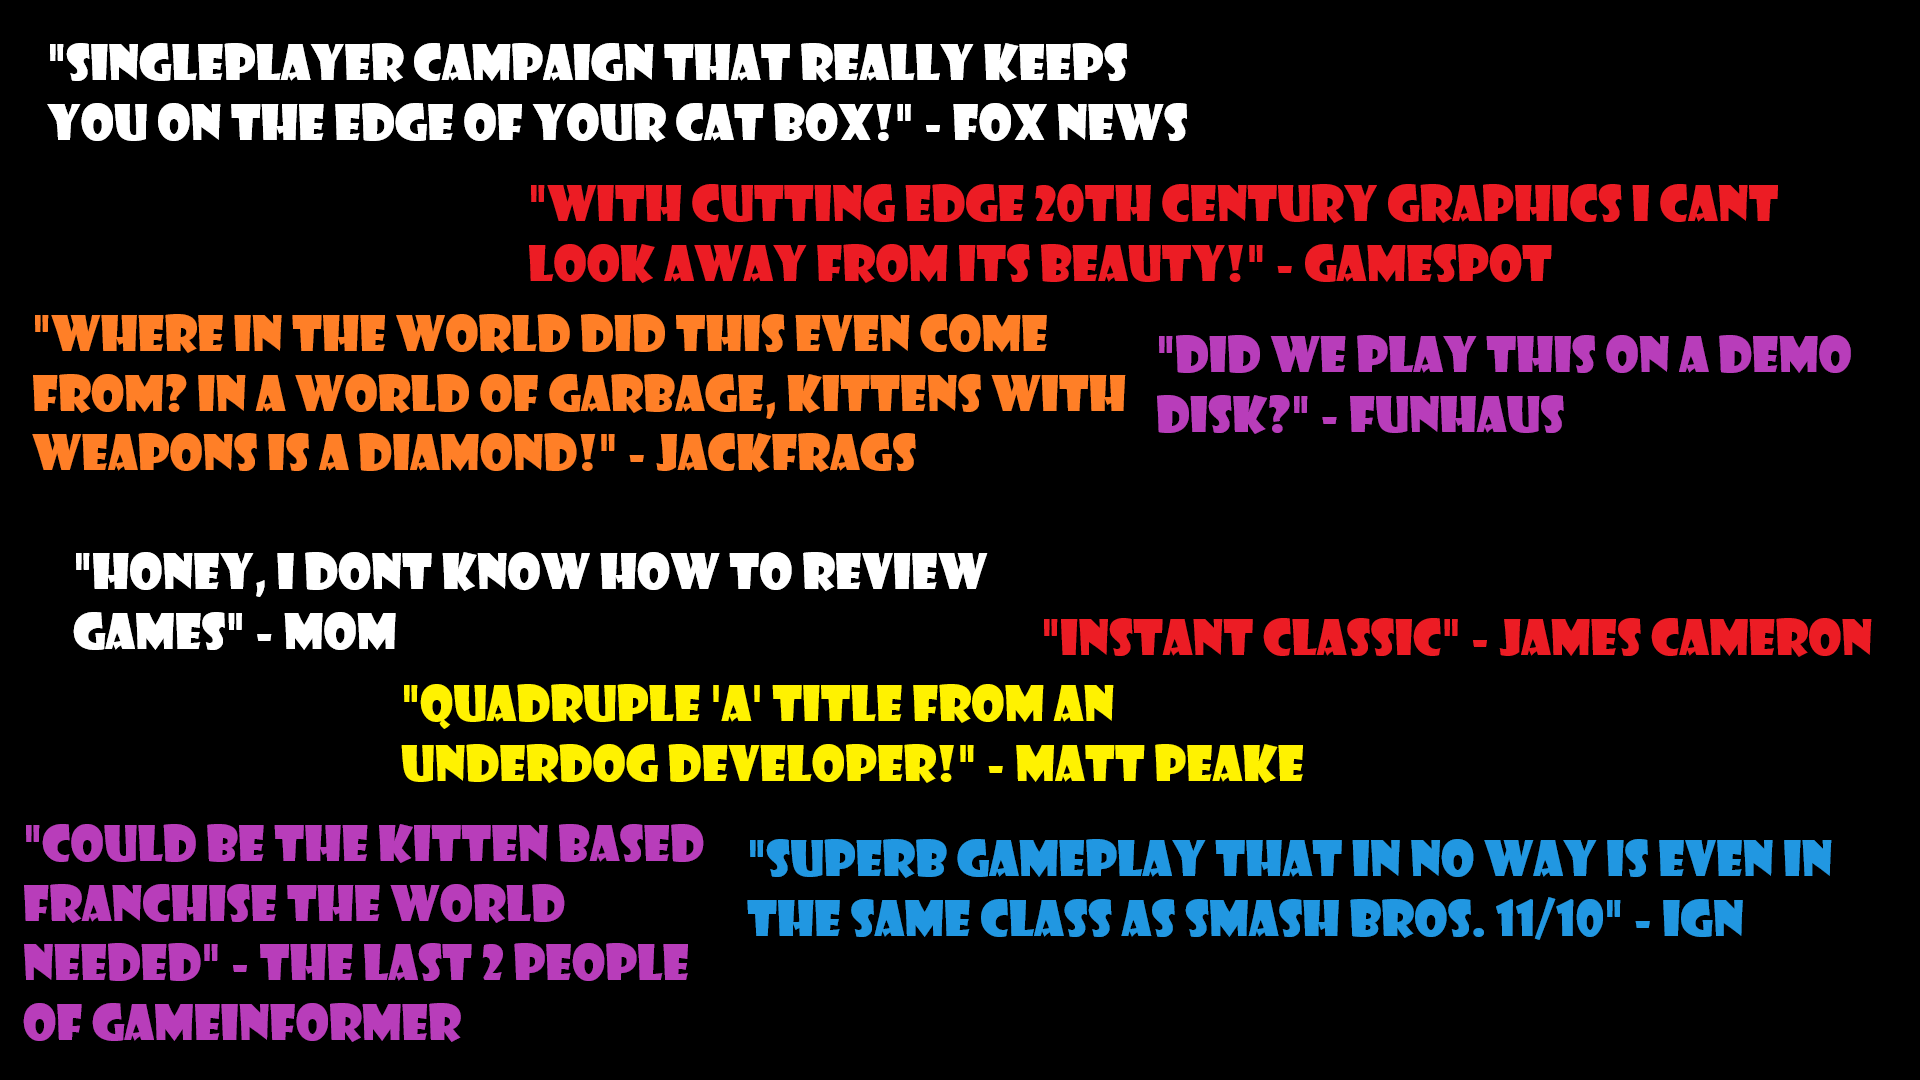 "SINGLEPLAYER CAMPAIGN THAT REALLY KEEPS
YOU ON THE EDGE OF YOUR CAT BOX!" - FOX NEWS
"WITH CUTTING EDGE 20TH CENTURY GRAPHICS I CANT
LOOK AWAY FROM ITS BEAUTY!" - GAMESPOT
"WHERE IN THE WORLD DID THIS EVEN COME
FROM? IN A WORLD OF GARBAGE, KITTENS WITH
WEAPONS IS A DIAMOND!" - JACKFRAGS
"DID WE PLAY THIS ON A DEMO
DISK?" - FUNHAUS
"HONEY, I DONT KNOW HOW TO REVIEW
GAMES" - MOM
"INSTANT CLASSIC" - JAMES CAMERON
"QUADRUPLE 'A' TITLE FROM AN
UNDERDOG DEVELOPER!" - MATT PEAKE
"COULD BE THE KITTEN BASED
FRANCHISE THE WORLD
NEEDED" - THE LAST 2 PEOPLE
OF GAMEINFORMER
"SUPERB GAMEPLAY THAT IN NO WAY IS EVEN IN
THE SAME CLASS AS SMASH BROS. 11/10" - IGN